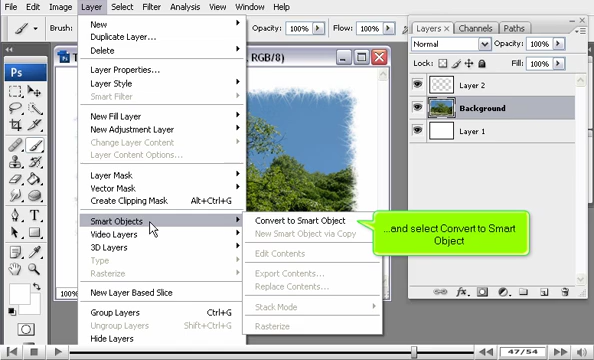 File Edit Image Layer Select Filter Analysis View Window Help
Brush: Opacity: 100% Flow: 100%
New
Duplicate Layer...
Delete
Layer Properties...
Layer Style
Smart Filter
New Fill Layer
New Adjustment Layer
Change Layer Content
Layer Content Options...
Layer Mask
Vector Mask
Create Clipping Mask Alt+Ctrl+G
Smart Objects
Video Layers
3D Layers
Type
Rasterize
New Layer Based Slice
Group Layers Ctrl+G
Ungroup Layers Shift+Ctrl+G
Hide Layers
Ps
RGB/8)
100%
Convert to Smart Object
New Smart Object via Copy
Edit Contents
Export Contents...
Replace Contents...
Stack Mode
Rasterize
...and select Convert to Smart
Object
Layers Channels Paths
Normal Opacity: 100%
Lock: Fill: 100%
Layer 2
Background
Layer 1
fx
47/54